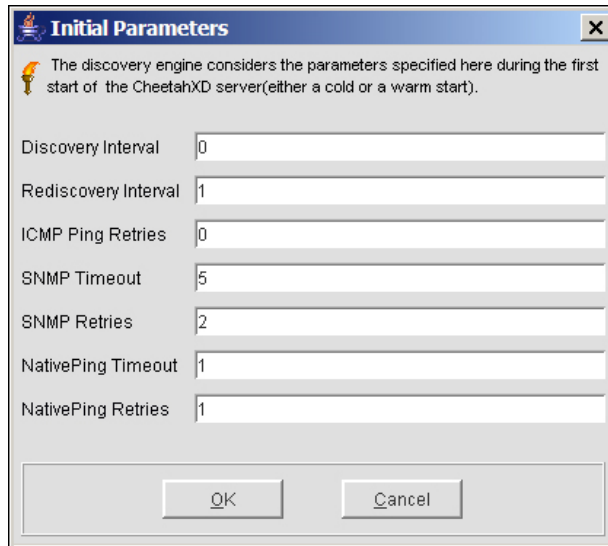 Initial Parameters
The discovery engine considers the parameters specified here during the first
start of the CheetahXD server(either a cold or a warm start).
Discovery Interval 0
Rediscovery Interval 1
ICMP Ping Retries 0
SNMP Timeout 5
SNMP Retries 2
NativePing Timeout 1
NativePing Retries 1
OK Cancel